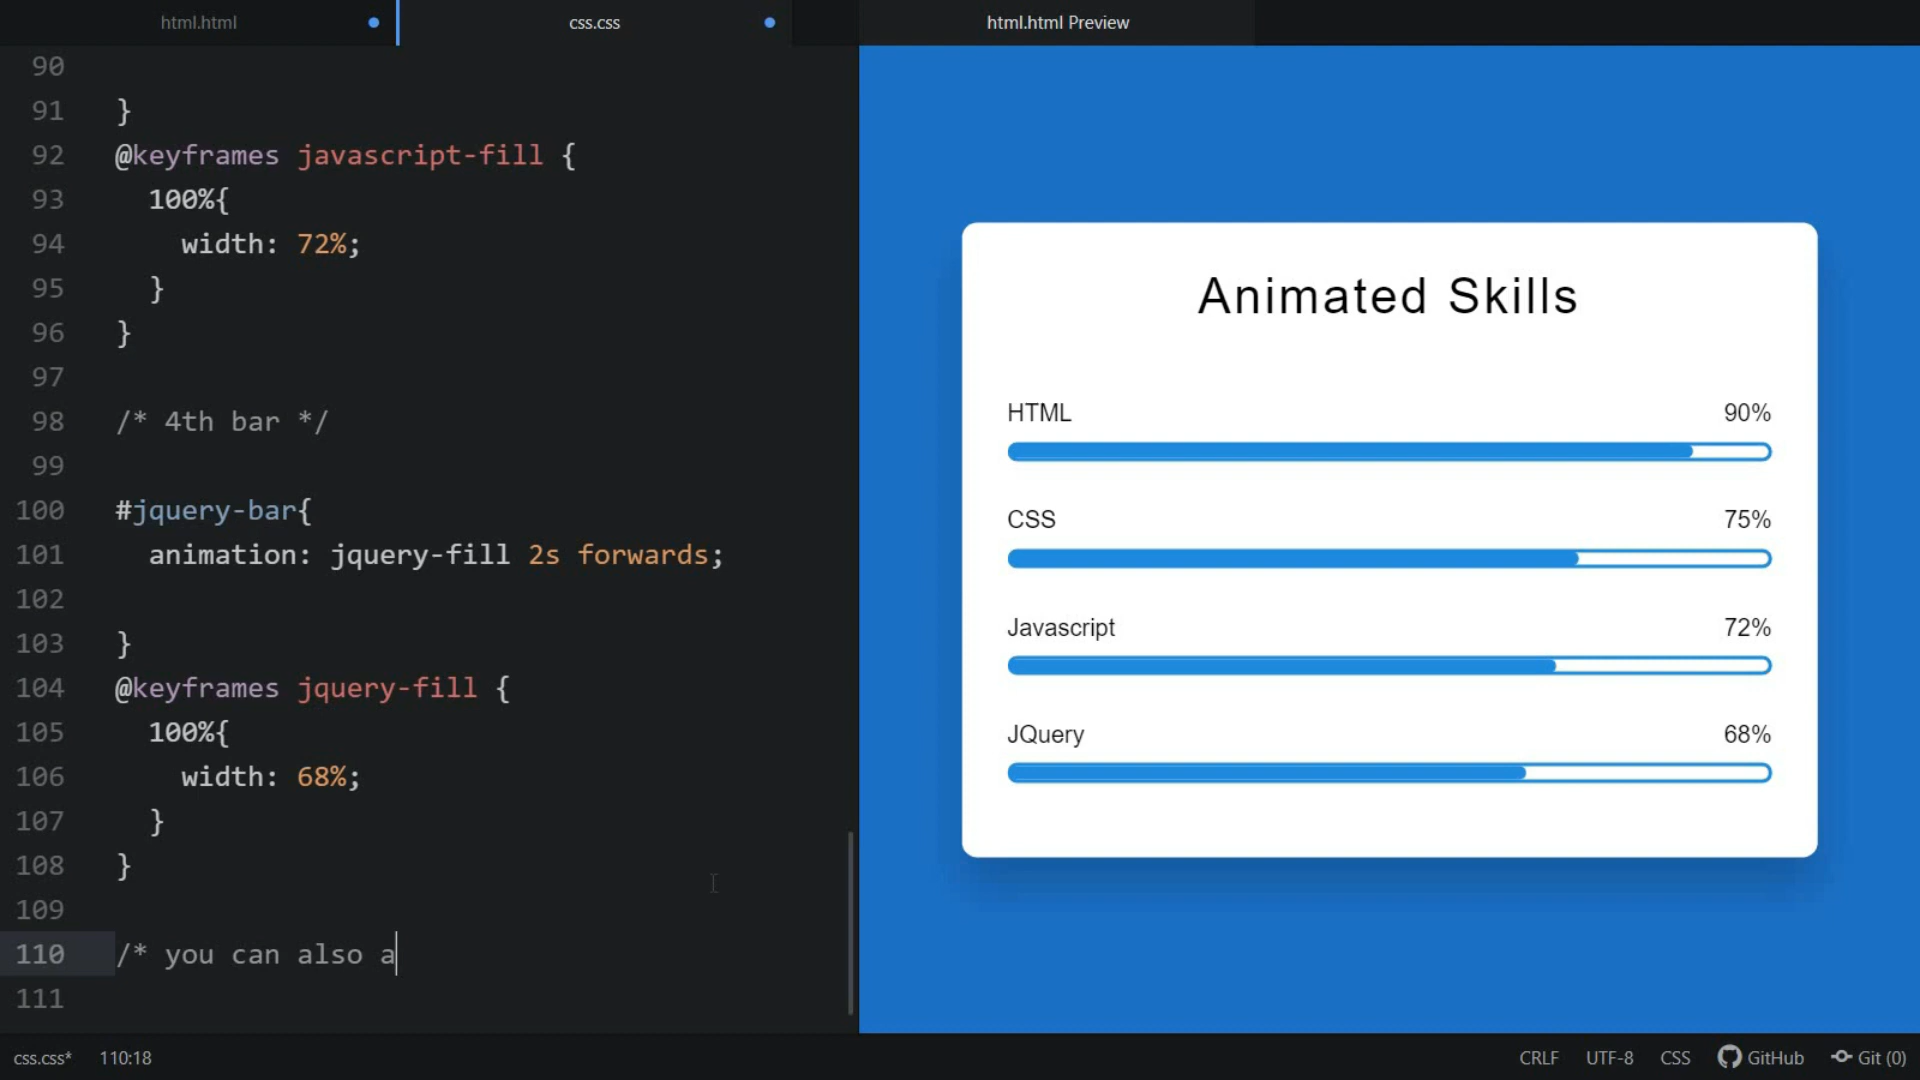 html.html
css.css
html.html Preview
90
91 }
92 @keyframes javascript-fill {
93 100%{
94 width: 72%;
95 }
96 }
97
98 /* 4th bar */
99
100 #jquery-bar{
101 animation: jquery-fill 2s forwards;
102
103 }
104 @keyframes jquery-fill {
105 100%{
106 width: 68%;
107 }
108 }
109
110 /* you can also a
111
Animated Skills
HTML 90%
CSS 75%
Javascript 72%
JQuery 68%
css.css* 110:18 CRLF UTF-8 CSS GitHub Git (0)